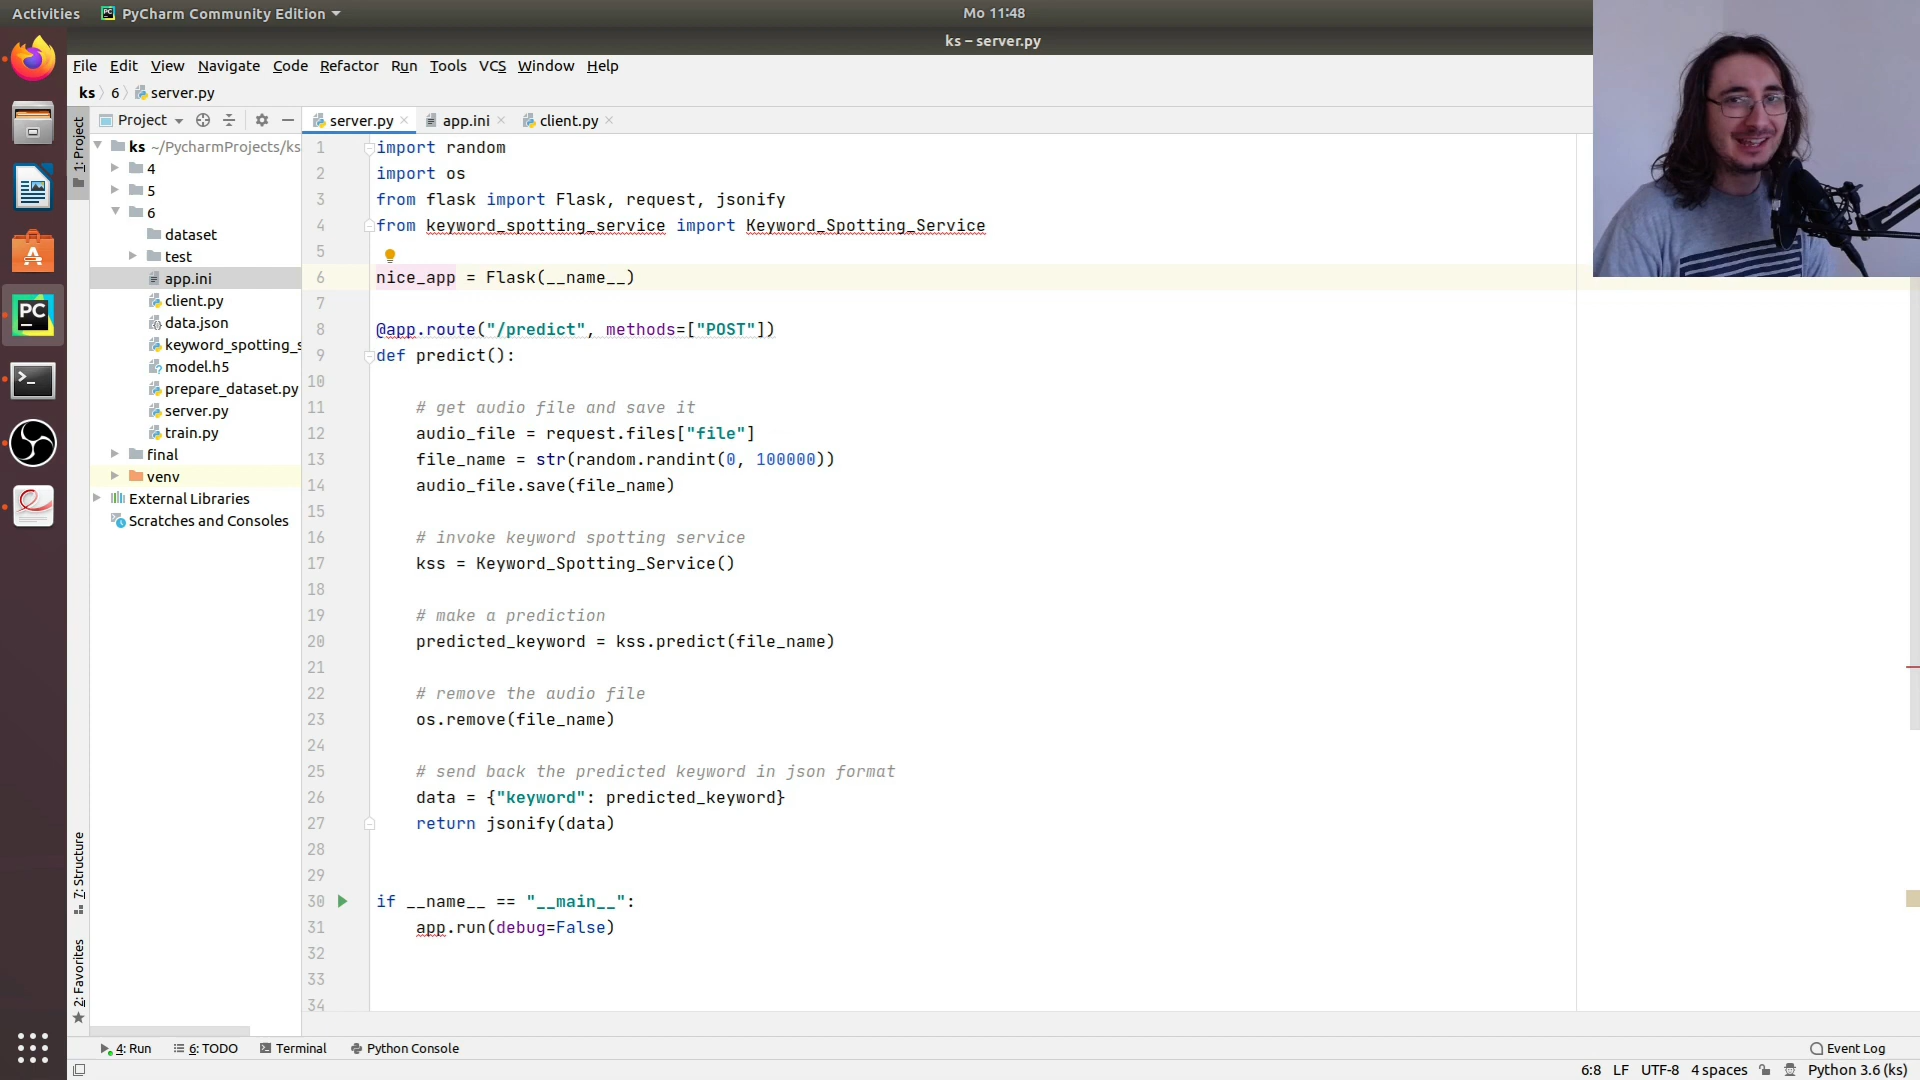 Activities PyCharm Community Edition Mo 11:48
ks – server.py
File Edit View Navigate Code Refactor Run Tools VCS Window Help
ks 6 server.py
Project
server.py app.ini client.py
1: Project
ks ~/PycharmProjects/ks
4
5
6
dataset
test
app.ini
client.py
data.json
keyword_spotting_s
model.h5
prepare_dataset.py
server.py
train.py
final
venv
External Libraries
Scratches and Consoles
1 import random
2 import os
3 from flask import Flask, request, jsonify
4 from keyword_spotting_service import Keyword_Spotting_Service
5
6 nice_app = Flask(__name__)
7
8 @app.route("/predict", methods=["POST"])
9 def predict():
10
11 # get audio file and save it
12 audio_file = request.files["file"]
13 file_name = str(random.randint(0, 100000))
14 audio_file.save(file_name)
15
16 # invoke keyword spotting service
17 kss = Keyword_Spotting_Service()
18
19 # make a prediction
20 predicted_keyword = kss.predict(file_name)
21
22 # remove the audio file
23 os.remove(file_name)
24
25 # send back the predicted keyword in json format
26 data = {"keyword": predicted_keyword}
27 return jsonify(data)
28
29
30 if __name__ == "__main__":
31 app.run(debug=False)
32
33
34
7: Structure
2: Favorites
4: Run 6: TODO Terminal Python Console Event Log
6:8 LF UTF-8 4 spaces Python 3.6 (ks)
PC